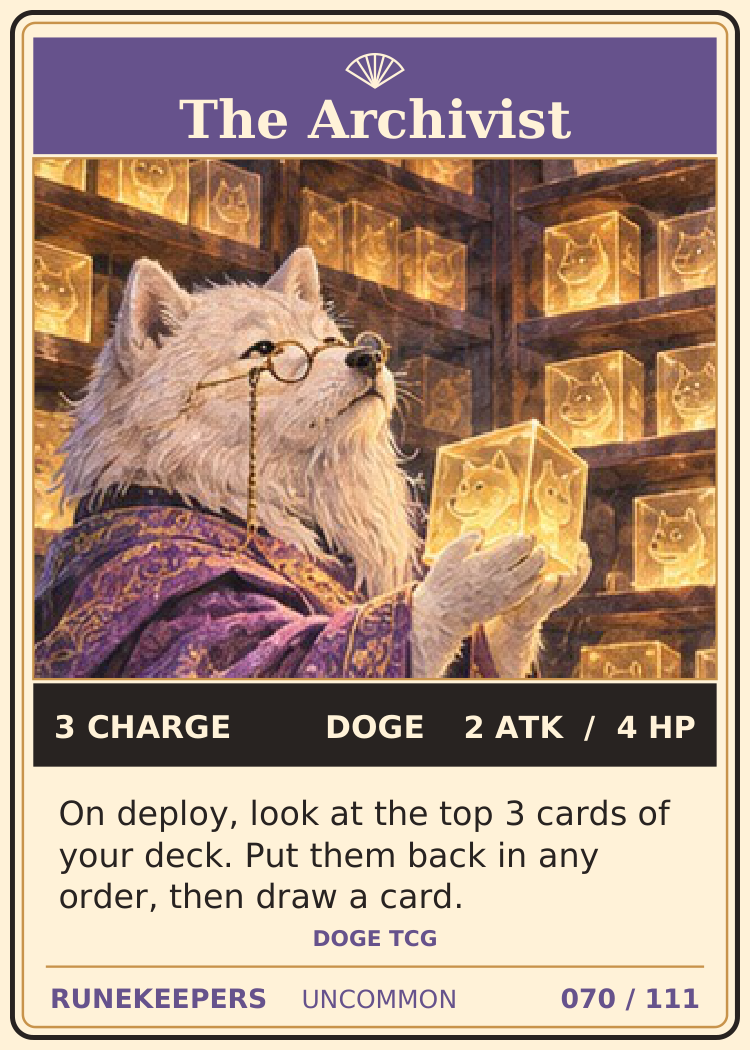 The Archivist
3 CHARGE DOGE 2 ATK / 4 HP
On deploy, look at the top 3 cards of
your deck. Put them back in any
order, then draw a card.
DOGE TCG
RUNEKEEPERS UNCOMMON 070 / 111